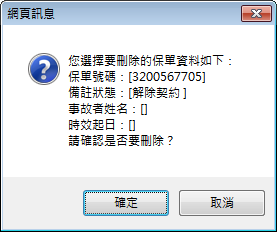 網頁訊息
您選擇要刪除的保單資料如下：
保單號碼：[3200567705]
備註狀態：[解除契約 ]
事故者姓名：[]
時效起日：[]
請確認是否要刪除？
確定
取消